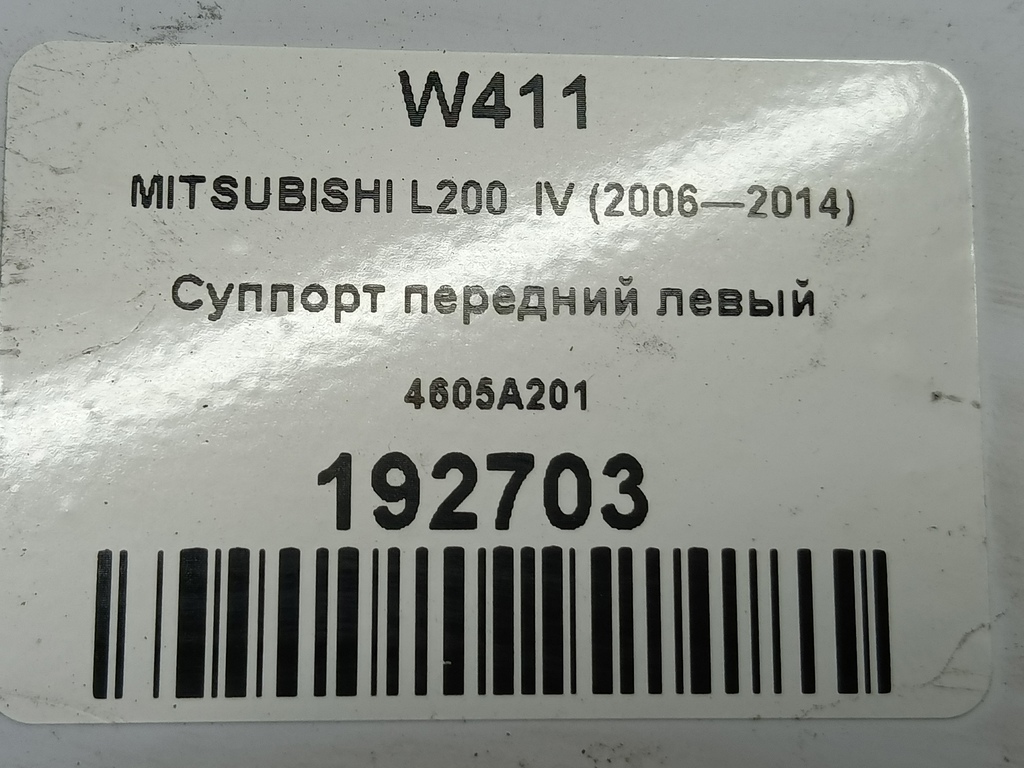 W411
MITSUBISHI L200 IV (2006—2014)
Суппорт передний левый
4605A201
192703